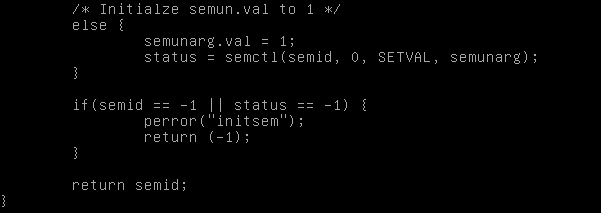 /* Initialze semun.val to 1 */
else {
semunarg.val = 1;
status = semctl(semid, 0, SETVAL, semunarg);
}
if(semid == -1 || status == -1) {
perror("initsem");
return (-1);
}
return semid;
}